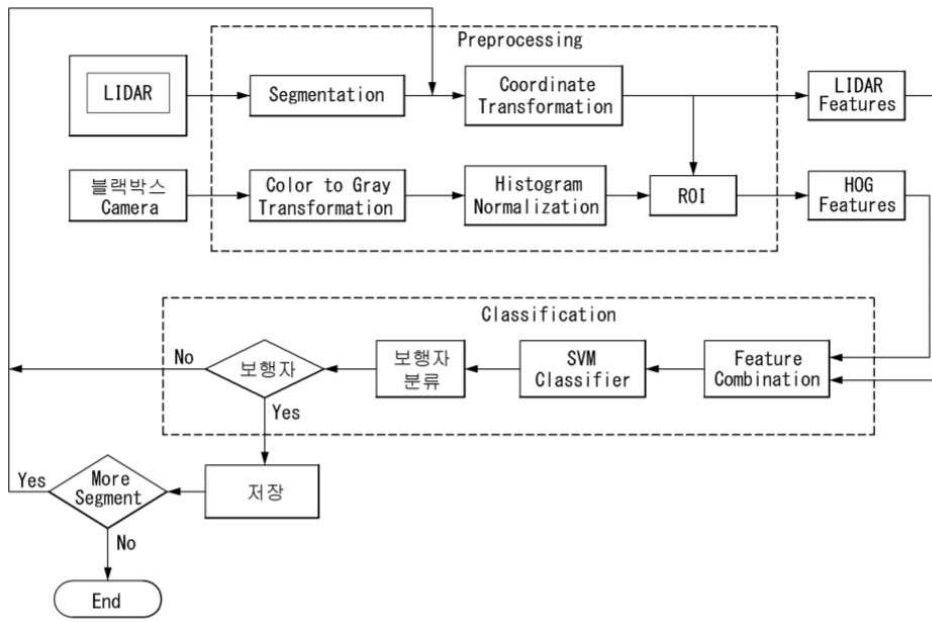 Preprocessing
LIDAR
Segmentation
Coordinate
Transformation
LIDAR
Features
블랙박스
Camera
Color to Gray
Transformation
Histogram
Normalization
ROI
HOG
Features
Classification
No
보행자
보행자
분류
SVM
Classifier
Feature
Combination
Yes
Yes
More
Segment
저장
No
End